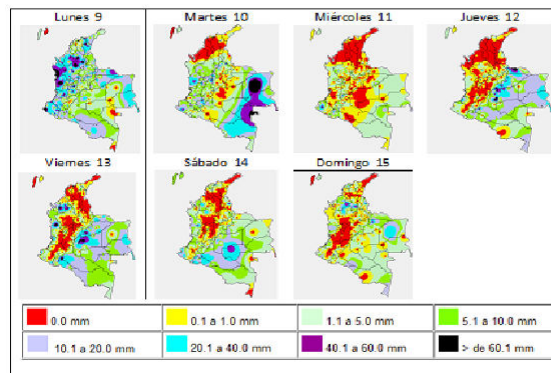 Lunes 9
Martes 10
Miércoles 11
Jueves 12
Viernes 13
Sábado 14
Domingo 15
0.0 mm
0.1 a 1.0 mm
1.1 a 5.0 mm
5.1 a 10.0 mm
10.1 a 20.0 mm
20.1 a 40.0 mm
40.1 a 60.0 mm
> de 60.1 mm